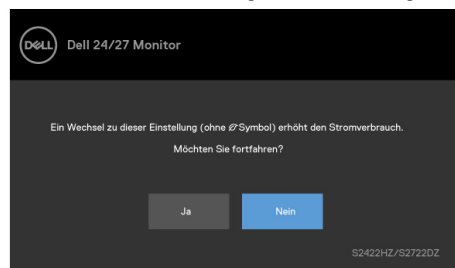 DELL Dell 24/27 Monitor
Ein Wechsel zu dieser Einstellung (ohne Symbol) erhöht den Stromverbrauch.
Möchten Sie fortfahren?
Ja Nein
S2422HZ/S2722DZ